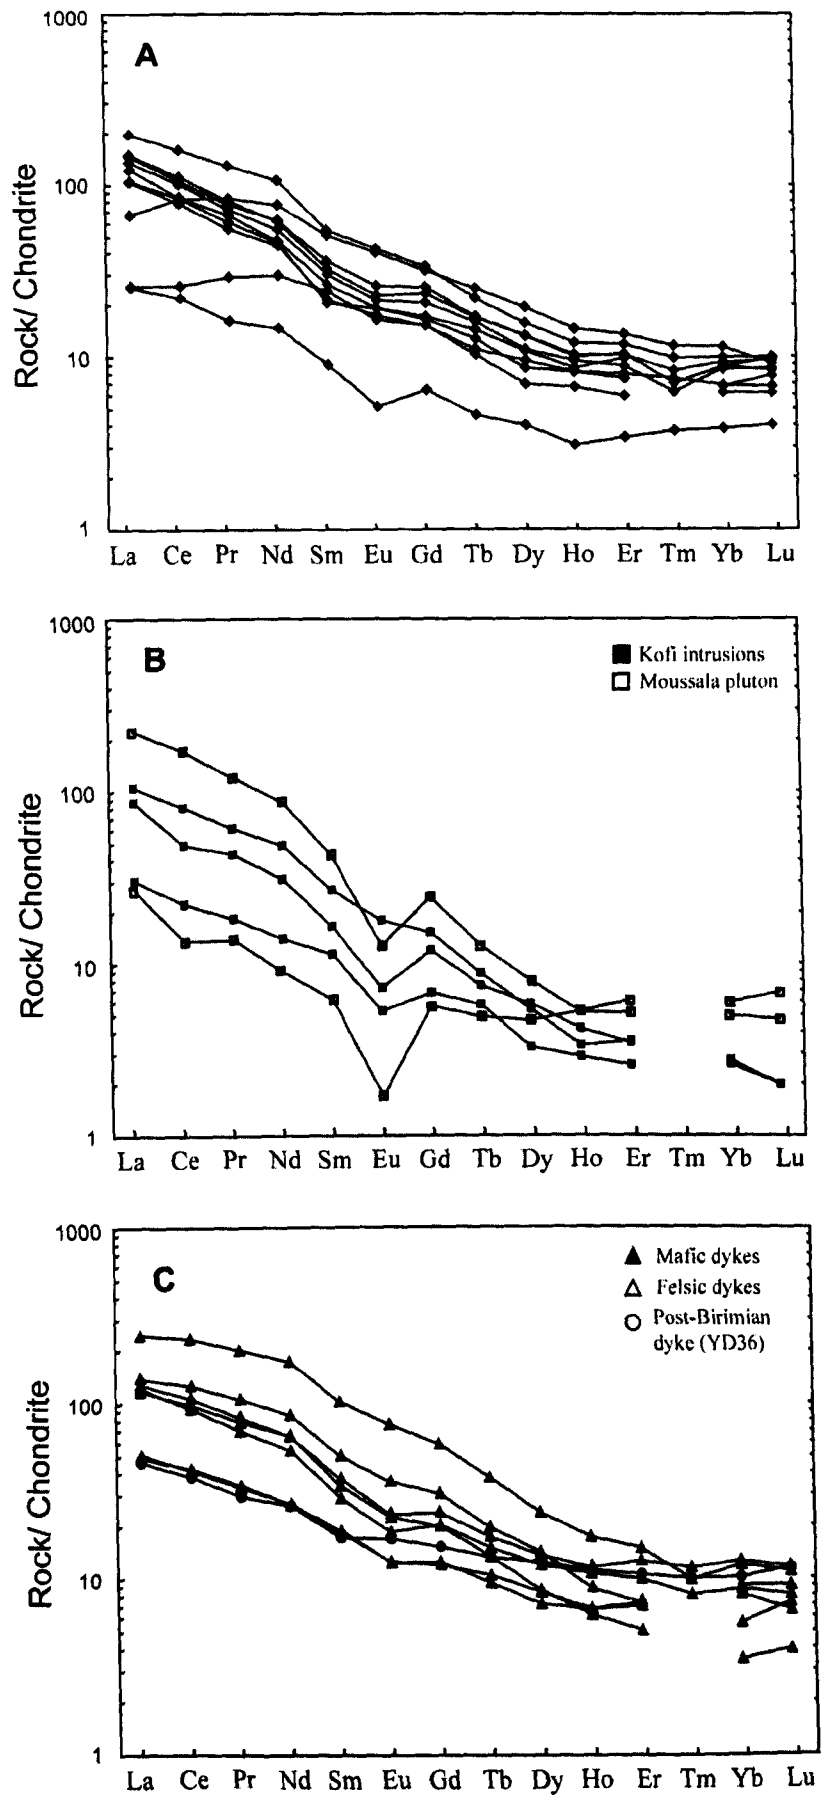 1000
A
100
Rock/ Chondrite
10
1
La Ce Pr Nd Sm Eu Gd Tb Dy Ho Er Tm Yb Lu
1000
B
Kofi intrusions
Moussala pluton
100
Rock/ Chondrite
10
1
La Ce Pr Nd Sm Eu Gd Tb Dy Ho Er Tm Yb Lu
1000
C
Mafic dykes
Felsic dykes
Post-Birimian
dyke (YD36)
100
Rock/ Chondrite
10
1
La Ce Pr Nd Sm Eu Gd Tb Dy Ho Er Tm Yb Lu